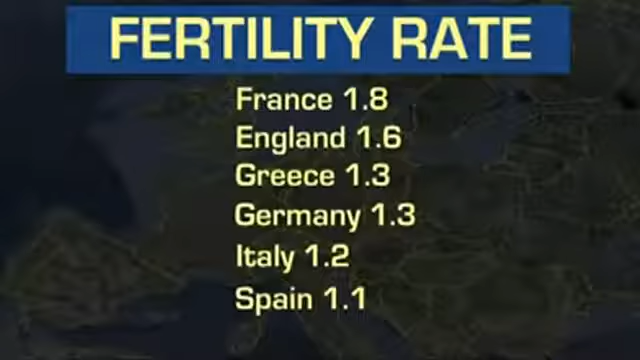 FERTILITY RATE
France 1.8
England 1.6
Greece 1.3
Germany 1.3
Italy 1.2
Spain 1.1